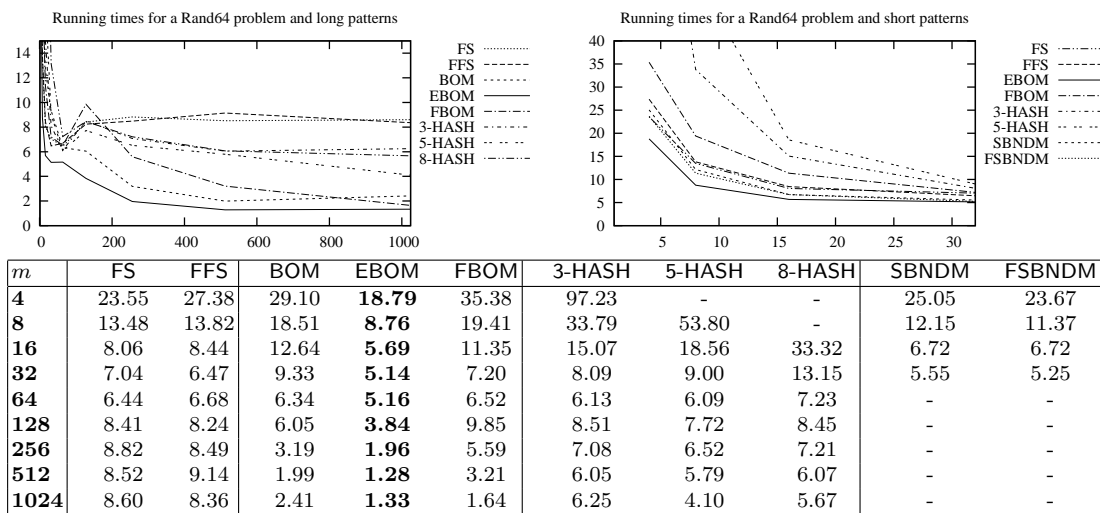 Running times for a Rand64 problem and long patterns
14
12
10
8
6
4
2
0
0 200 400 600 800 1000
FS
FFS
BOM
EBOM
FBOM
3-HASH
5-HASH
8-HASH
Running times for a Rand64 problem and short patterns
40
35
30
25
20
15
10
5
0
5 10 15 20 25 30
FS
FFS
EBOM
FBOM
3-HASH
5-HASH
SBNDM
FSBNDM
m FS FFS BOM EBOM FBOM 3-HASH 5-HASH 8-HASH SBNDM FSBNDM
4 23.55 27.38 29.10 18.79 35.38 97.23 - - 25.05 23.67
8 13.48 13.82 18.51 8.76 19.41 33.79 53.80 - 12.15 11.37
16 8.06 8.44 12.64 5.69 11.35 15.07 18.56 33.32 6.72 6.72
32 7.04 6.47 9.33 5.14 7.20 8.09 9.00 13.15 5.55 5.25
64 6.44 6.68 6.34 5.16 6.52 6.13 6.09 7.23 - -
128 8.41 8.24 6.05 3.84 9.85 8.51 7.72 8.45 - -
256 8.82 8.49 3.19 1.96 5.59 7.08 6.52 7.21 - -
512 8.52 9.14 1.99 1.28 3.21 6.05 5.79 6.07 - -
1024 8.60 8.36 2.41 1.33 1.64 6.25 4.10 5.67 - -